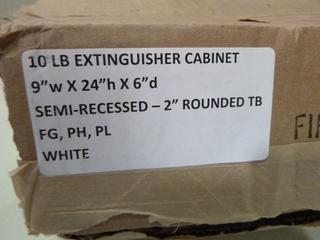 10 LB EXTINGUISHER CABINET
9”w X 24”h X 6”d
SEMI-RECESSED – 2” ROUNDED TB
FG, PH, PL
WHITE